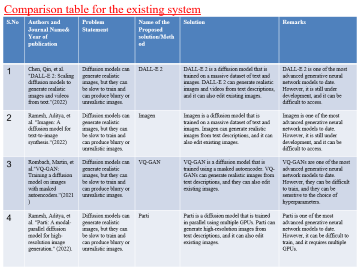 Comparison table for the existing system
S.No
Authors and
Journal Name&
Year of
publication
Problem
Statement
Name of the
Proposed
solution/Meth
od
Solution
Remarks
1
Chen, Qin, et al.
"DALL-E 2: Scaling
diffusion models to
generate realistic
images and videos
from text."(2022)
Diffusion models can
generate realistic
images, but they can
be slow to train and
can produce blurry or
unrealistic images.
DALL-E 2
DALL-E 2 is a diffusion model that is
trained on a massive dataset of text and
images. DALL-E 2 can generate realistic
images and videos from text descriptions,
and it can also edit existing images.
DALL-E 2 is one of the most
advanced generative neural
network models to date.
However, it is still under
development, and it can be
difficult to access.
2
Ramesh, Aditya, et
al. "Imagen: A
diffusion model for
text-to-image
synthesis."(2022)
Diffusion models can
generate realistic
images, but they can
be slow to train and
can produce blurry or
unrealistic images.
Imagen
Imagen is a diffusion model that is
trained on a massive dataset of text and
images. Imagen can generate realistic
images from text descriptions, and it can
also edit existing images.
Imagen is one of the most
advanced generative neural
network models to date.
However, it is still under
development, and it can be
difficult to access.
3
Rombach, Martin, et
al."VQ-GAN:
Training a diffusion
model on images
with masked
autoencoders."(2021
)
Diffusion models can
generate realistic
images, but they can
be slow to train and
can produce blurry or
unrealistic images.
VQ-GAN
VQ-GAN is a diffusion model that is
trained using a masked autoencoder. VQ-
GANs can generate realistic images from
text descriptions, and they can also edit
existing images.
VQ-GANs are one of the most
advanced generative neural
network models to date.
However, they can be difficult
to train, and they can be
sensitive to the choice of
hyperparameters.
4
Ramesh, Aditya, et
al. "Parti: A modal-
parallel diffusion
model for high-
resolution image
generation." (2022).
Diffusion models can
generate realistic
images, but they can
be slow to train and
can produce blurry or
unrealistic images.
Parti
Parti is a diffusion model that is trained
in parallel using multiple GPUs. Parti can
generate high-resolution images from
text descriptions, and it can also edit
existing images.
Parti is one of the most
advanced generative neural
network models to date.
However, it can be difficult to
train, and it requires multiple
GPUs.